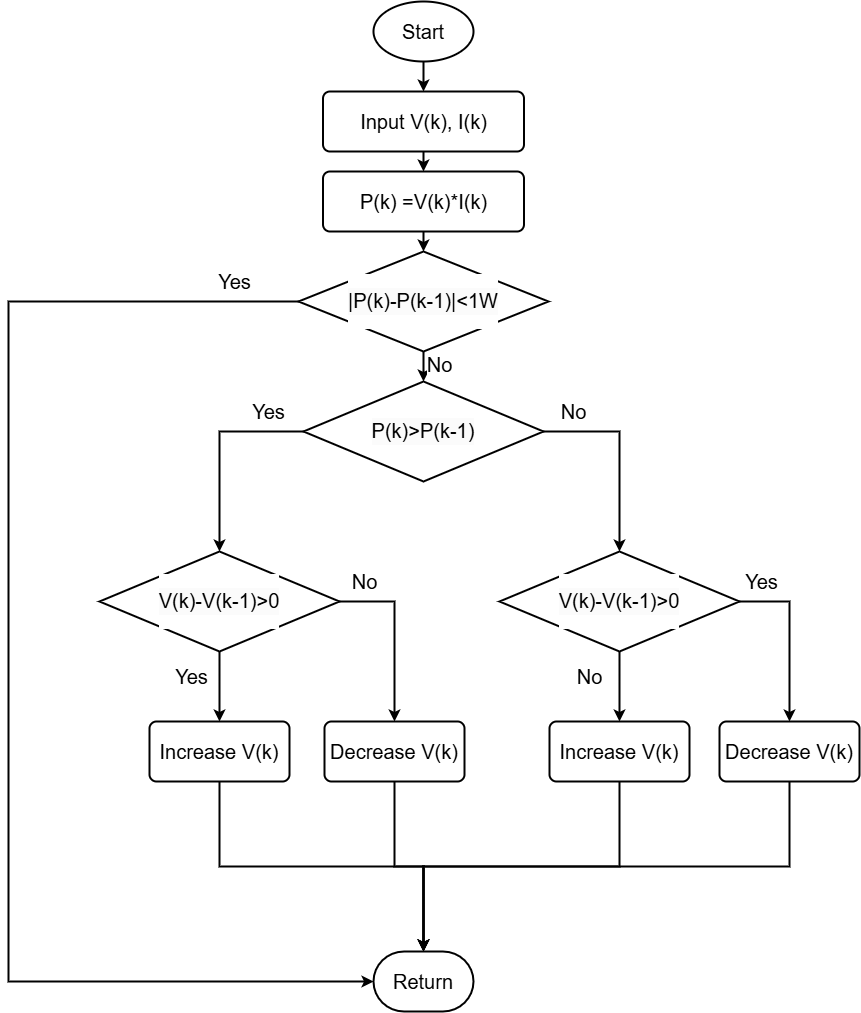 Start
Input V(k), I(k)
P(k) =V(k)*I(k)
Yes
|P(k)-P(k-1)|<1W
No
Yes
P(k)>P(k-1)
No
V(k)-V(k-1)>0
No
V(k)-V(k-1)>0
Yes
Yes
No
Increase V(k)
Decrease V(k)
Increase V(k)
Decrease V(k)
Return